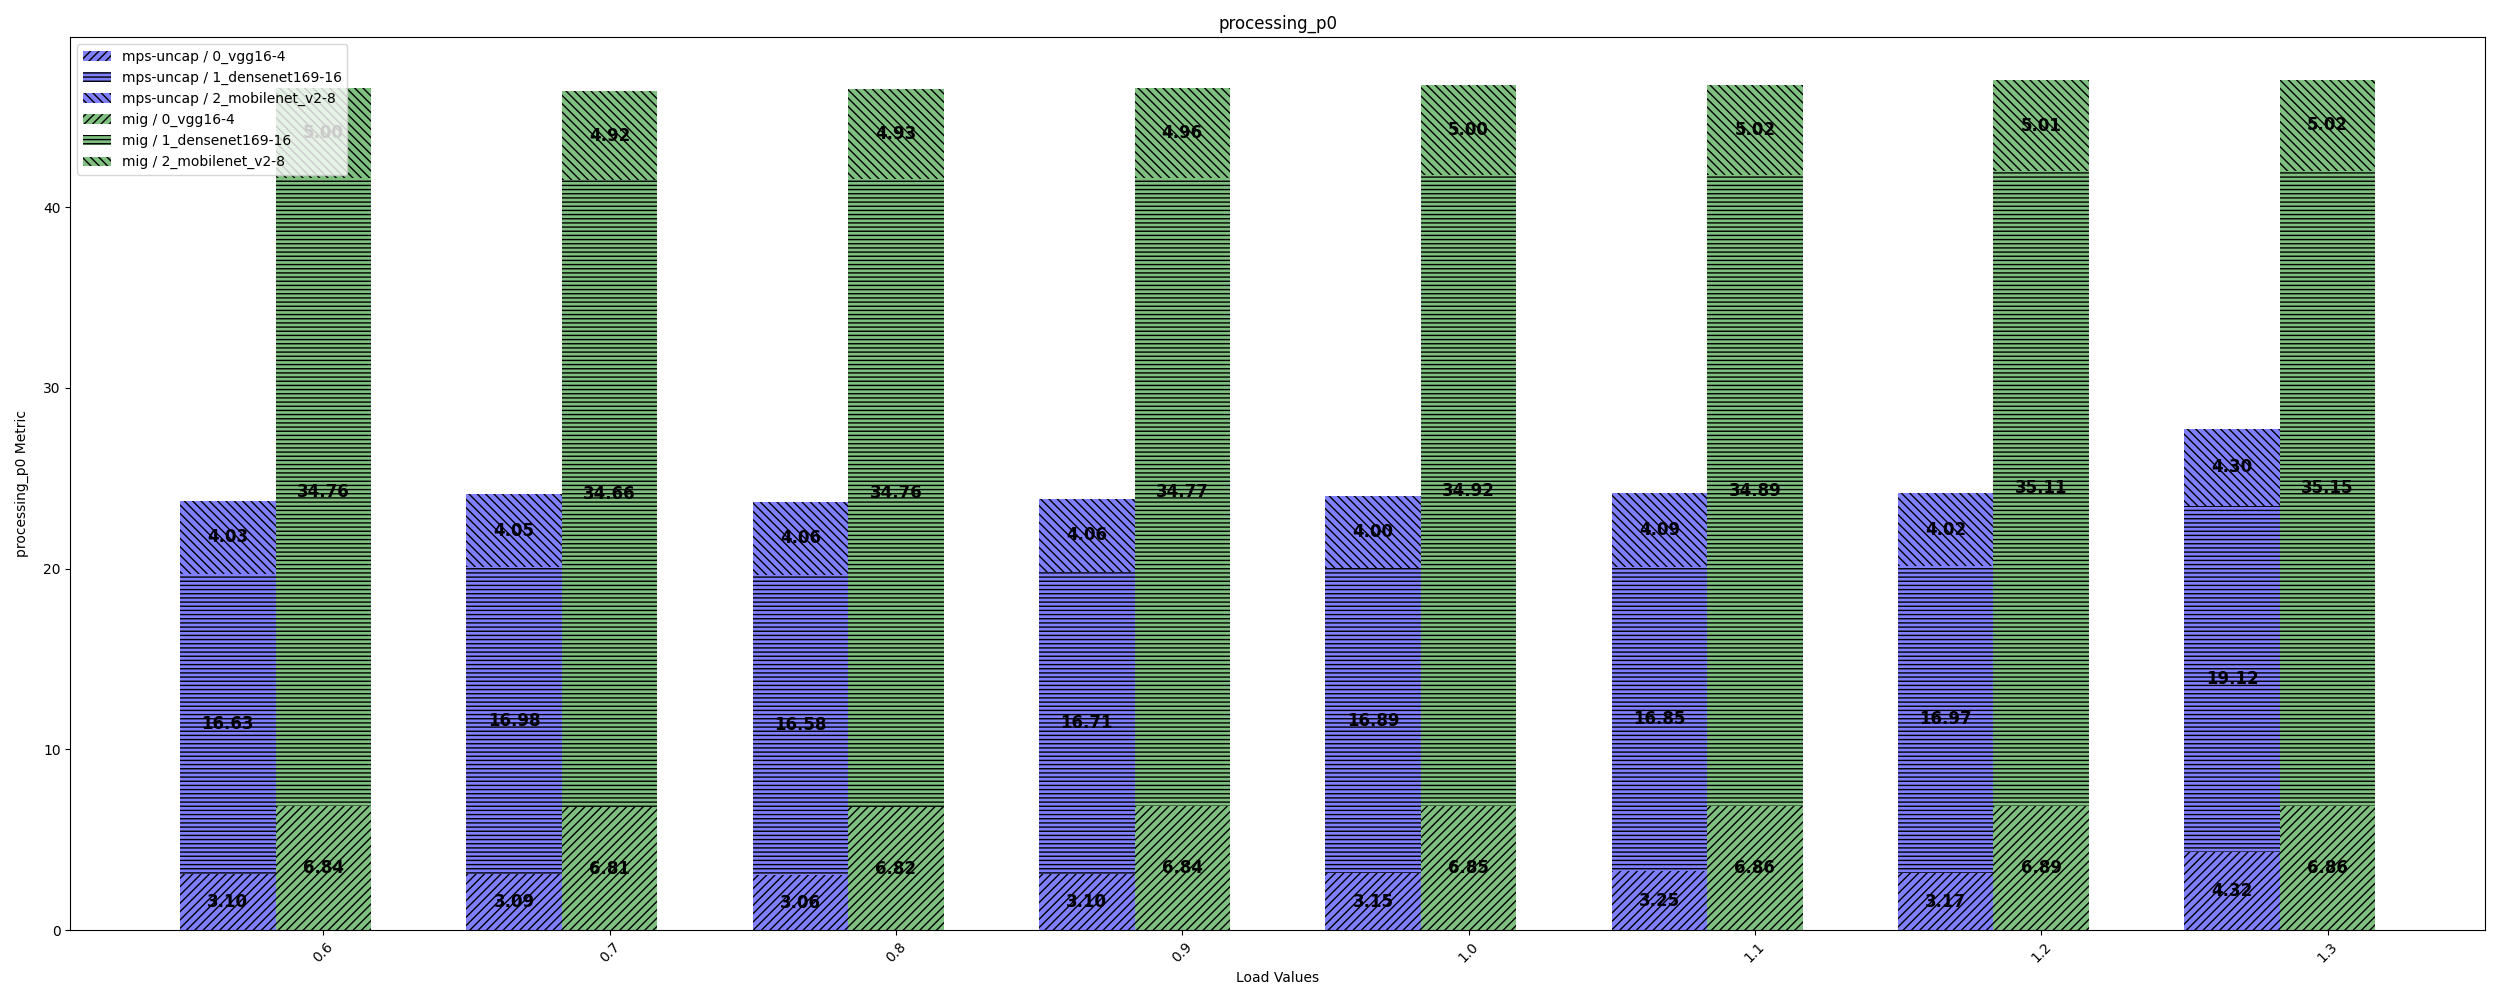 processing_p0
mps-uncap / 0_vgg16-4
mps-uncap / 1_densenet169-16
mps-uncap / 2_mobilenet_v2-8
mig / 0_vgg16-4
mig / 1_densenet169-16
mig / 2_mobilenet_v2-8
processing_p0 Metric
40
30
20
10
0
5.00 4.92 4.93 4.96 5.00 5.02 5.01 5.02
34.76 34.66 34.76 34.77 34.92 34.89 35.11 35.15
6.84 6.81 6.82 6.84 6.85 6.86 6.89 6.86
4.03 4.05 4.06 4.06 4.00 4.09 4.02 4.30
16.63 16.98 16.58 16.71 16.89 16.85 16.97 19.12
3.10 3.09 3.06 3.10 3.15 3.25 3.17 4.32
0.6 0.7 0.8 0.9 1.0 1.1 1.2 1.3
Load Values